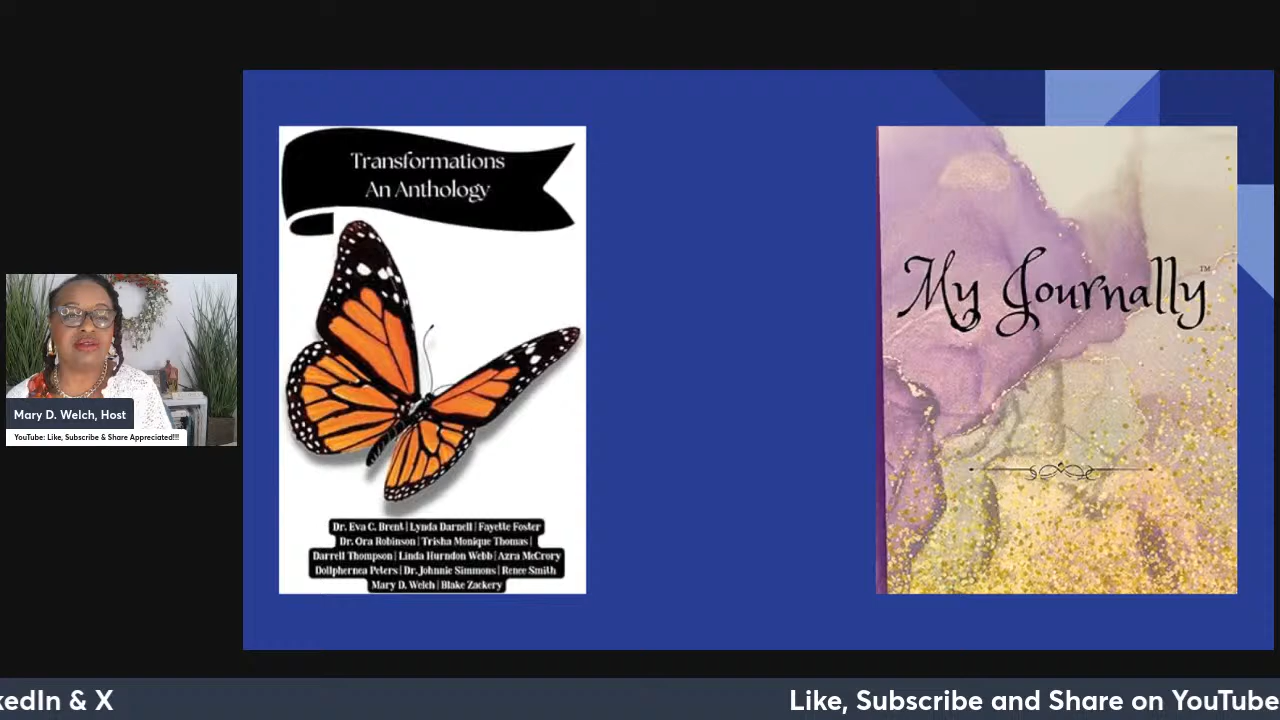 Transformations
An Anthology
Dr. Eva C. Brent | Lynda Darnell | Fayette Foster
Dr. Ora Robinson | Trisha Monique Thomas |
Darrell Thompson | Linda Hurndon Webb | Azra McCrory
Dollphernea Peters | Dr. Johnnie Simmons | Renee Smith
Mary D. Welch | Blake Zackery
My Journally™
Mary D. Welch, Host
YouTube: Like, Subscribe & Share Appreciated!!!
kedIn & X
Like, Subscribe and Share on YouTube